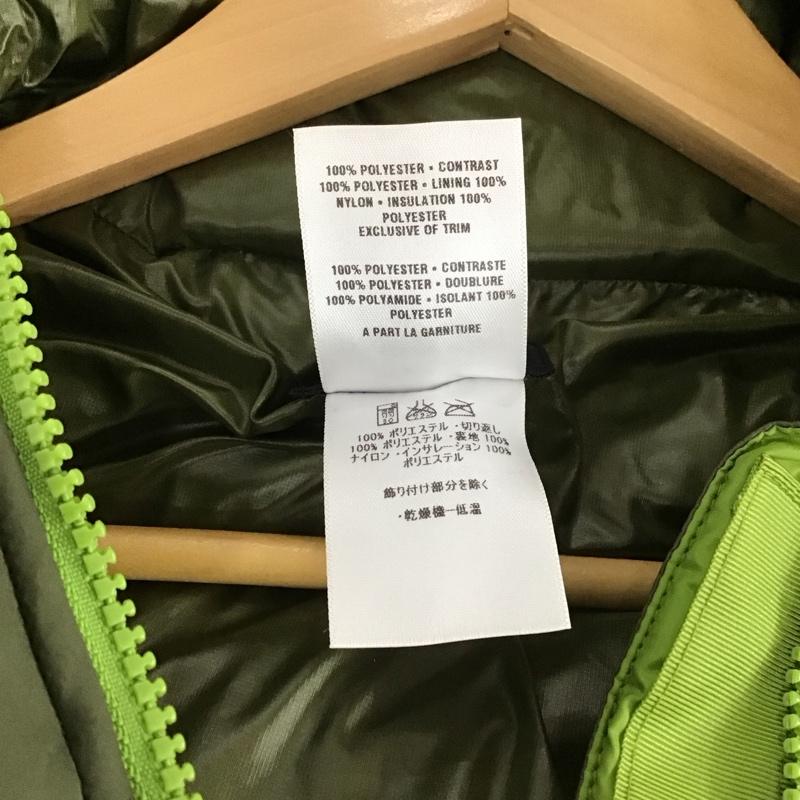 100% POLYESTER • CONTRAST
100% POLYESTER • LINING 100%
NYLON • INSULATION 100%
POLYESTER
EXCLUSIVE OF TRIM
100% POLYESTER • CONTRASTE
100% POLYESTER • DOUBLURE
100% POLYAMIDE • ISOLANT 100%
POLYESTER
A PART LA GARNITURE
100% ポリエステル ・切り返し
100% ポリエステル ・裏地 100%
ナイロン ・インサレーション 100%
ポリエステル
飾り付け部分を除く
・乾燥機ー低温